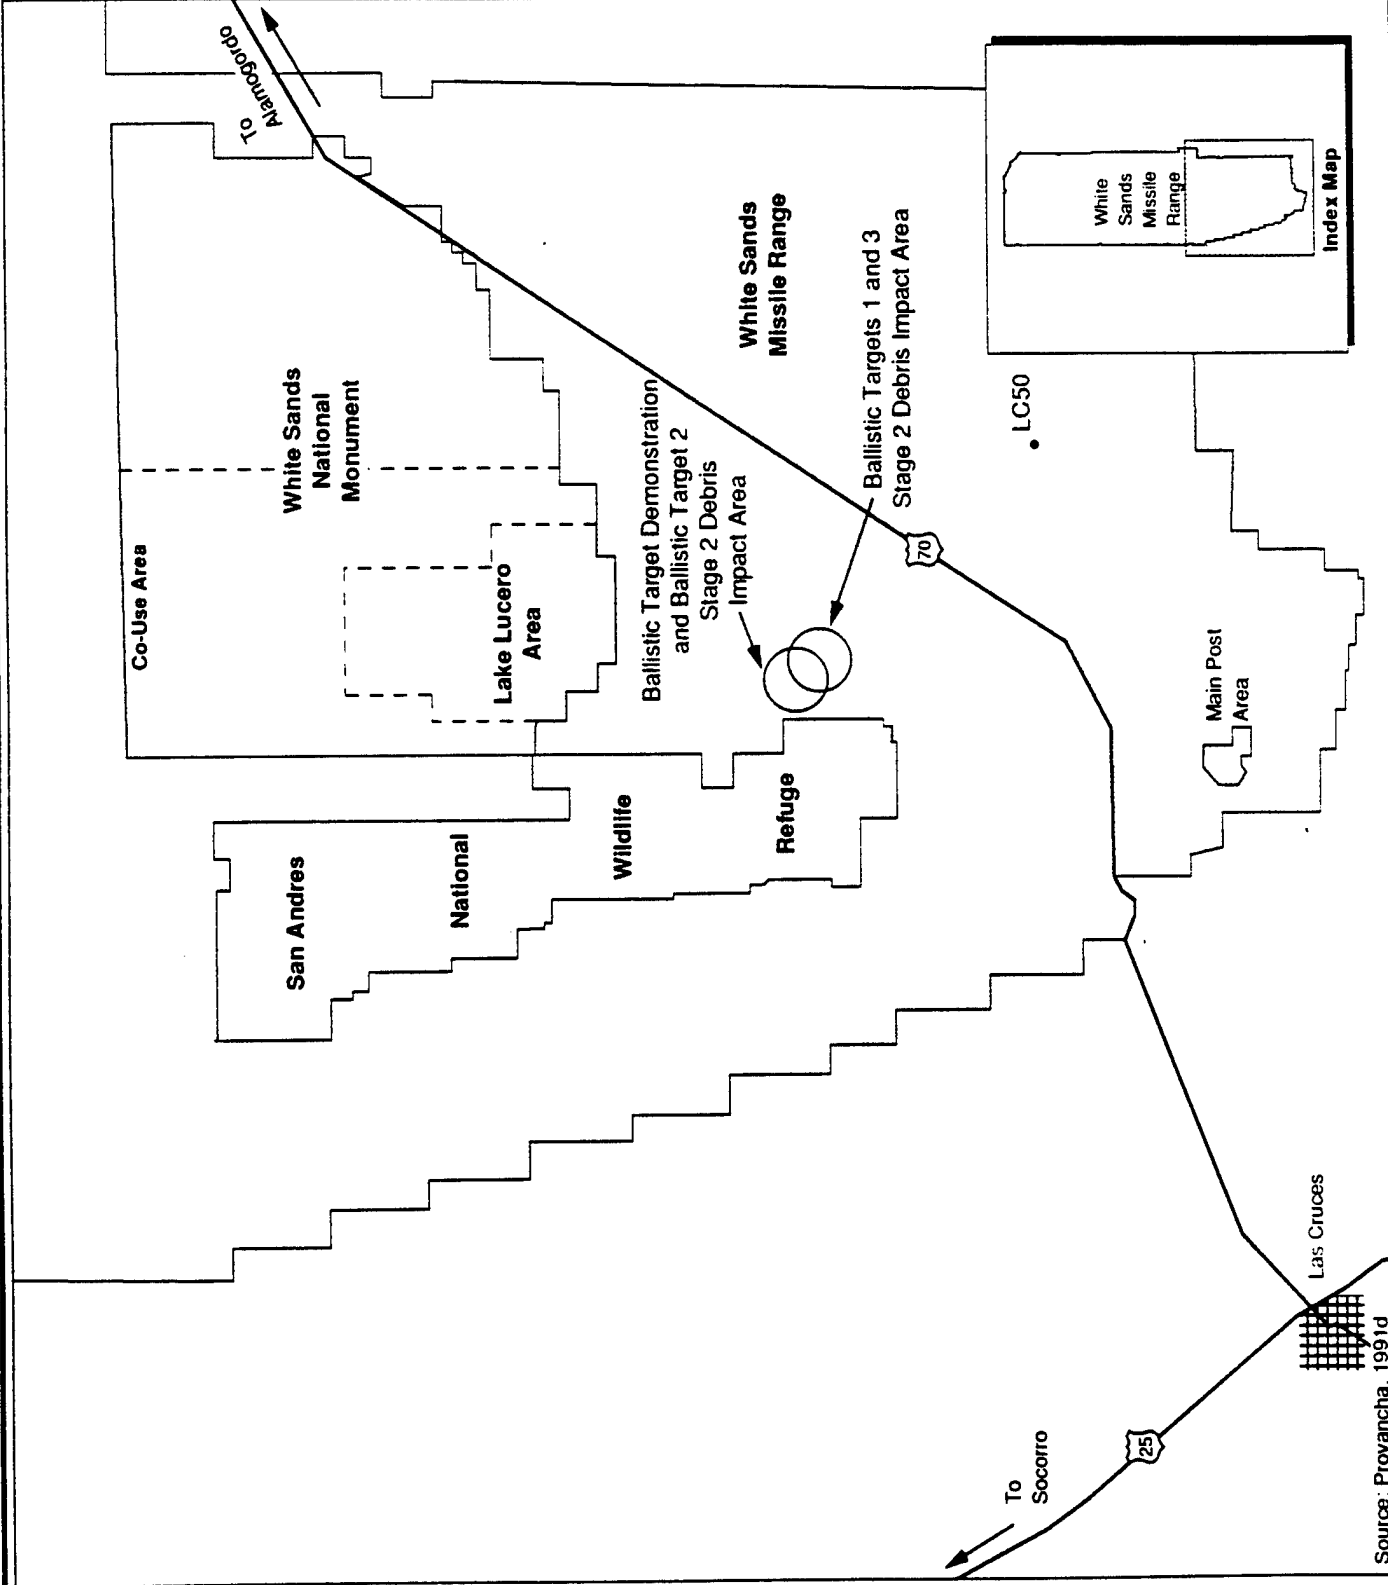 To
Alamogordo
Co-Use Area
White Sands
National
Monument
Lake Lucero
Area
San Andres
National
Wildlife
Refuge
Ballistic Target Demonstration
and Ballistic Target 2
Stage 2 Debris
Impact Area
White Sands
Missile Range
Ballistic Targets 1 and 3
Stage 2 Debris Impact Area
70
LC50
Main Post
Area
White
Sands
Missile
Range
Index Map
Las Cruces
25
To
Socorro
Source: Provancha, 1991d